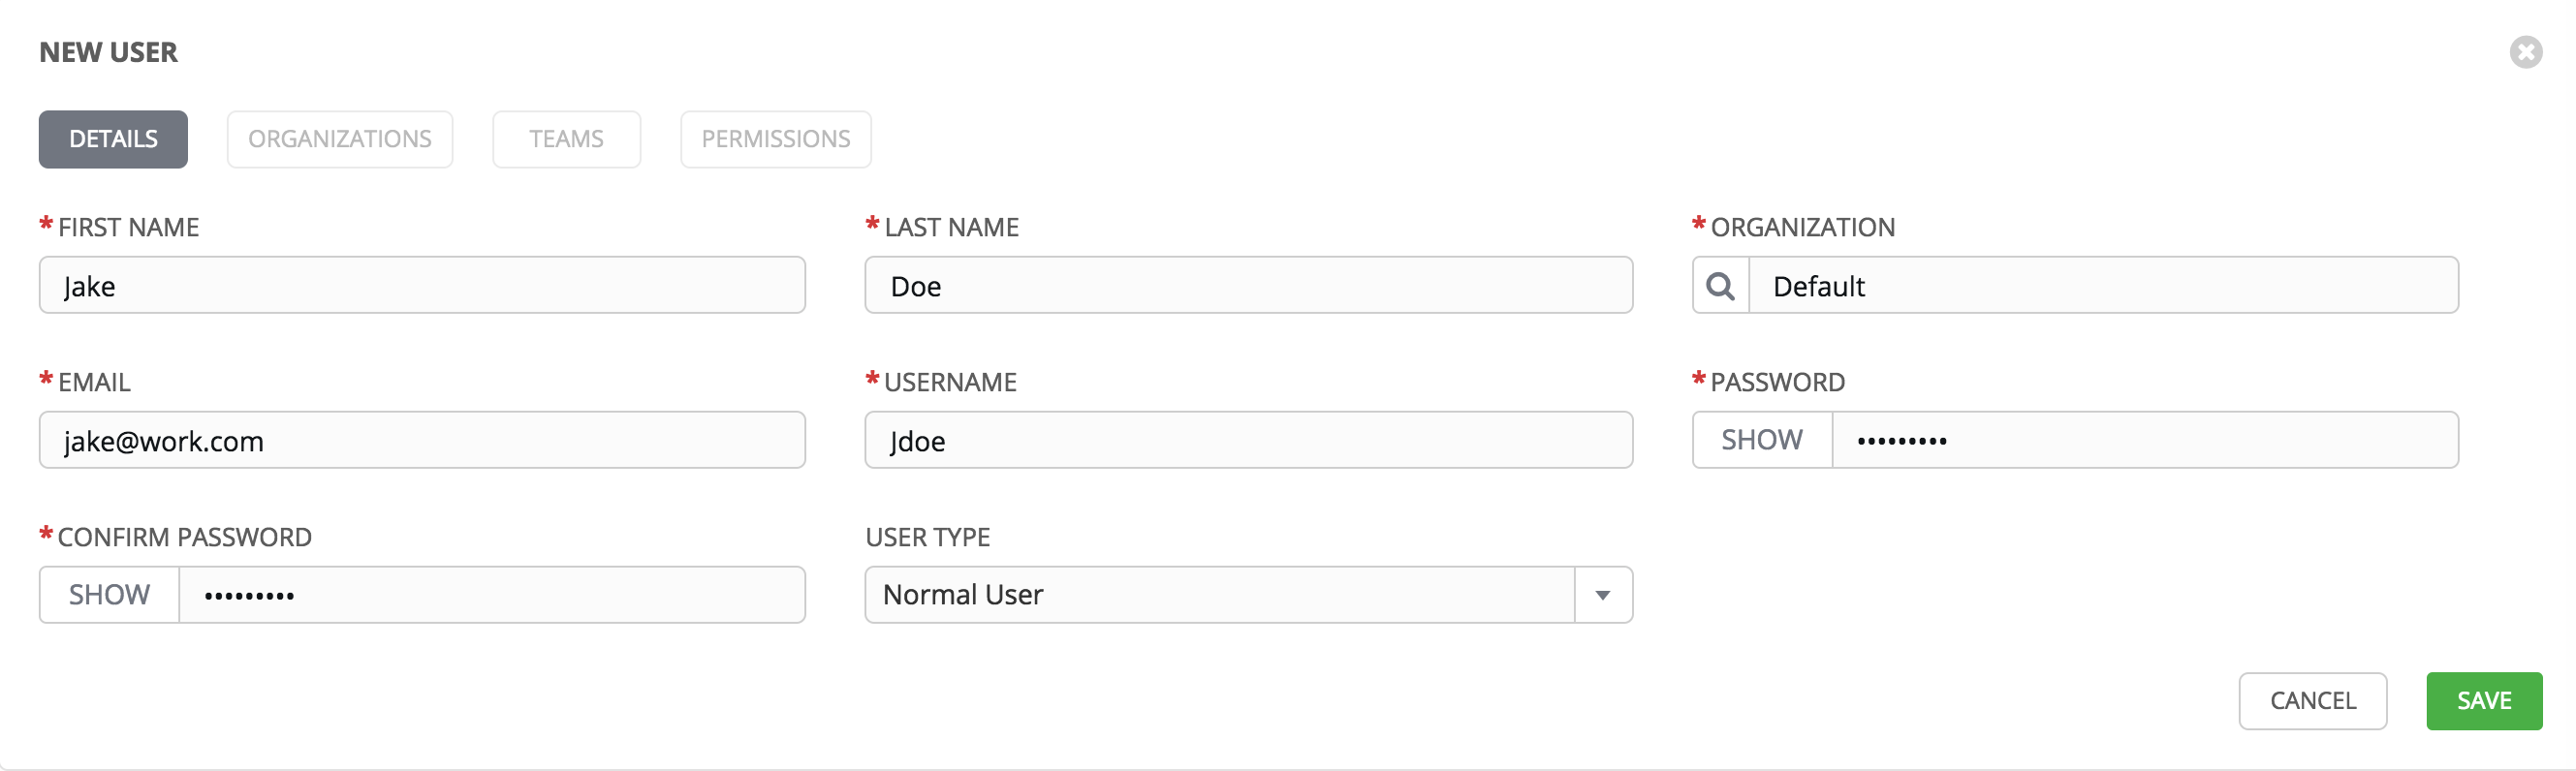 NEW USER
DETAILS ORGANIZATIONS TEAMS PERMISSIONS
* FIRST NAME * LAST NAME * ORGANIZATION
Jake Doe Default
* EMAIL * USERNAME * PASSWORD
jake@work.com Jdoe SHOW •••••••••
* CONFIRM PASSWORD USER TYPE
SHOW ••••••••• Normal User
CANCEL SAVE